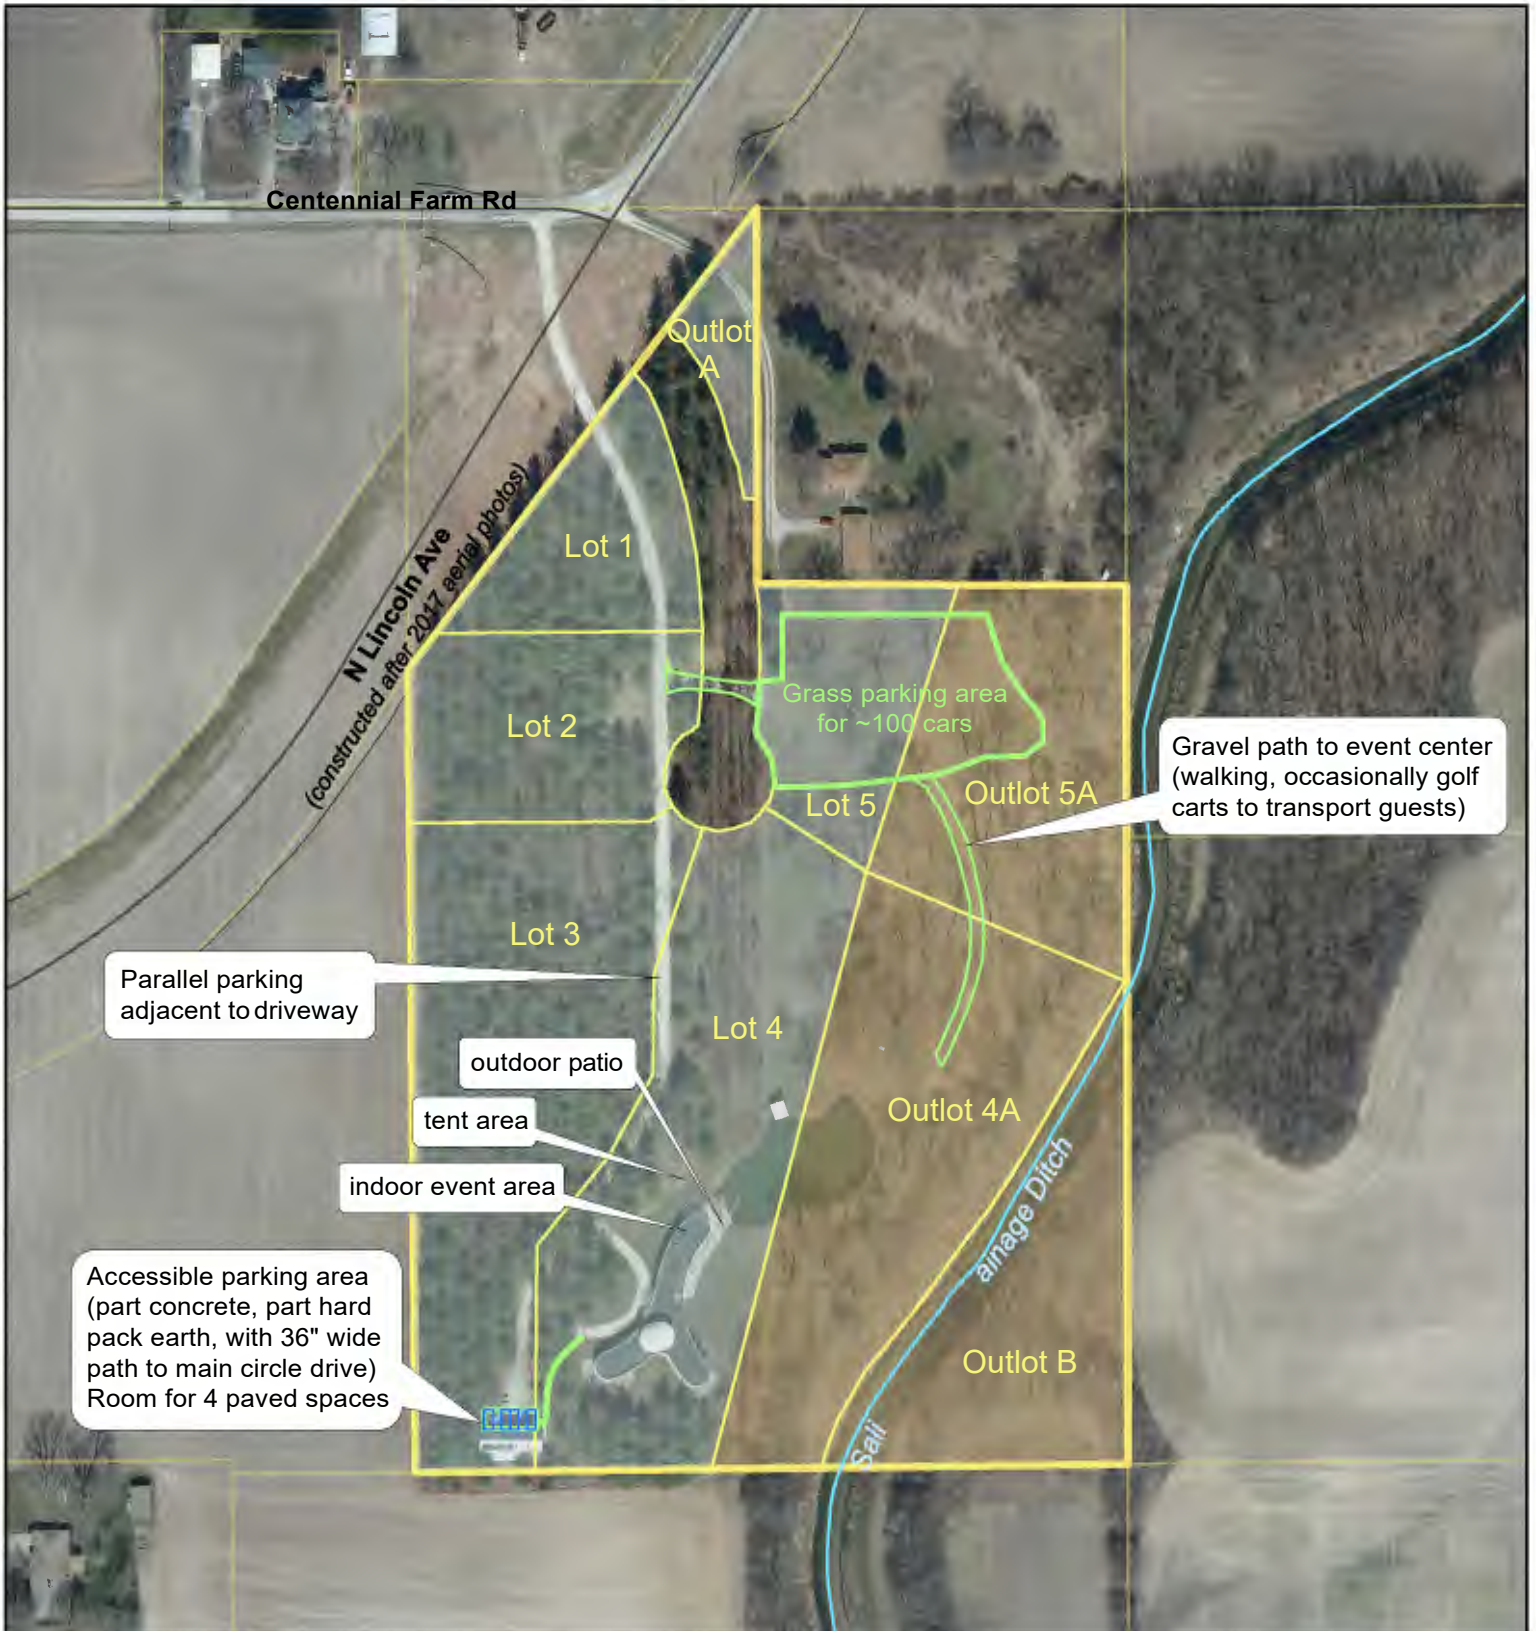 Centennial Farm Rd
Outlot
A
N Lincoln Ave
(constructed after 2017 aerial photos)
Lot 1
Lot 2
Grass parking area
for ~100 cars
Gravel path to event center
(walking, occasionally golf
carts to transport guests)
Lot 5
Outlot 5A
Lot 3
Parallel parking
adjacent to driveway
Lot 4
outdoor patio
tent area
Outlot 4A
indoor event area
ainage Ditch
Accessible parking area
(part concrete, part hard
pack earth, with 36" wide
path to main circle drive)
Room for 4 paved spaces
Outlot B
Sali